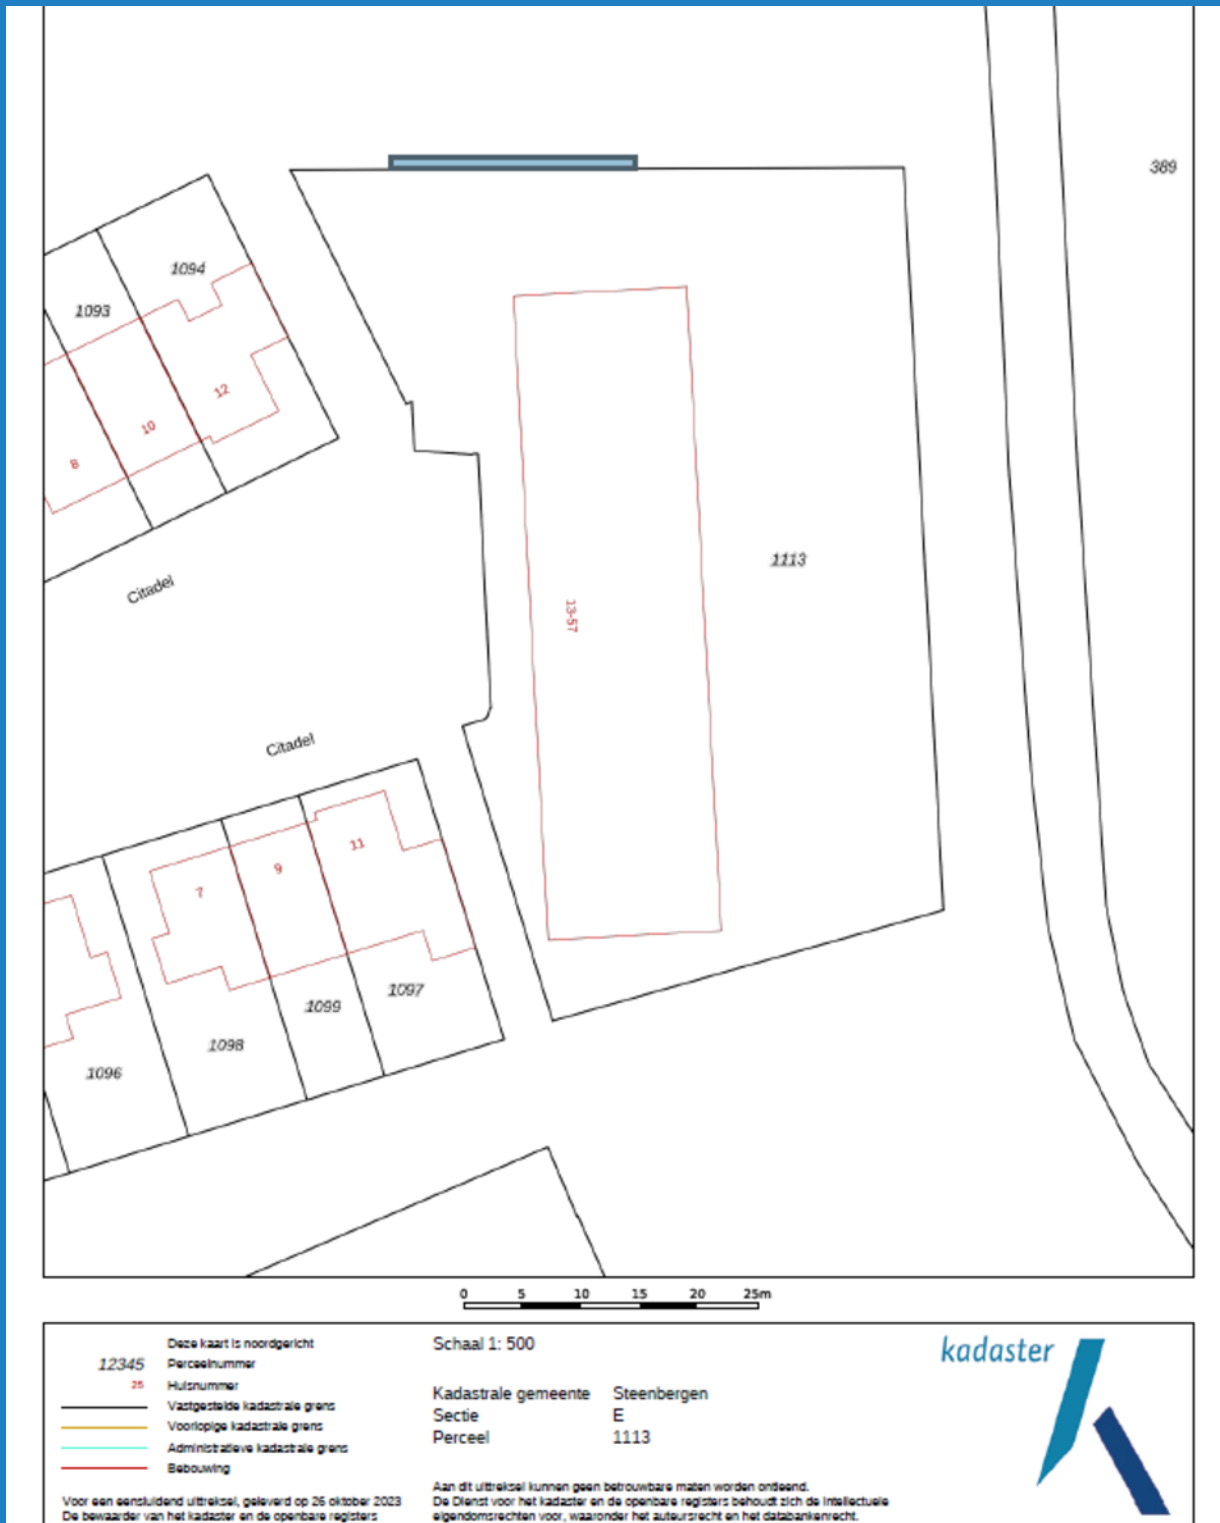 389
1094
1093
12
10
8
1113
Citadel
13-57
Citadel
11
9
7
1097
1099
1098
1096
0 5 10 15 20 25m
Deze kaart is noordgericht
12345 Perceelnummer
25 Huisnummer
Vastgestelde kadastrale grens
Voorlopige kadastrale grens
Administratieve kadastrale grens
Bebouwing
Voor een eensluidend uittreksel, geleverd op 26 oktober 2023
De bewaarder van het kadaster en de openbare registers
Schaal 1: 500
Kadastrale gemeente Steenbergen
Sectie E
Perceel 1113
Aan dit uittreksel kunnen geen betrouwbare maten worden ontleend.
De Dienst voor het kadaster en de openbare registers behoudt zich de intellectuele
eigendomsrechten voor, waaronder het auteursrecht en het databankenrecht.
kadaster